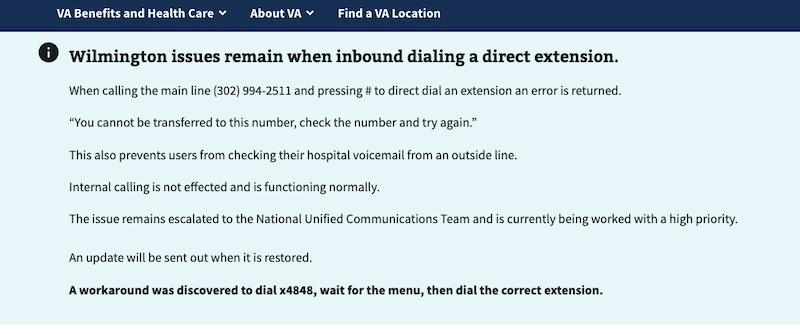 VA Benefits and Health Care About VA Find a VA Location
Wilmington issues remain when inbound dialing a direct extension.
When calling the main line (302) 994-2511 and pressing # to direct dial an extension an error is returned.
“You cannot be transferred to this number, check the number and try again.”
This also prevents users from checking their hospital voicemail from an outside line.
Internal calling is not effected and is functioning normally.
The issue remains escalated to the National Unified Communications Team and is currently being worked with a high priority.
An update will be sent out when it is restored.
A workaround was discovered to dial x4848, wait for the menu, then dial the correct extension.